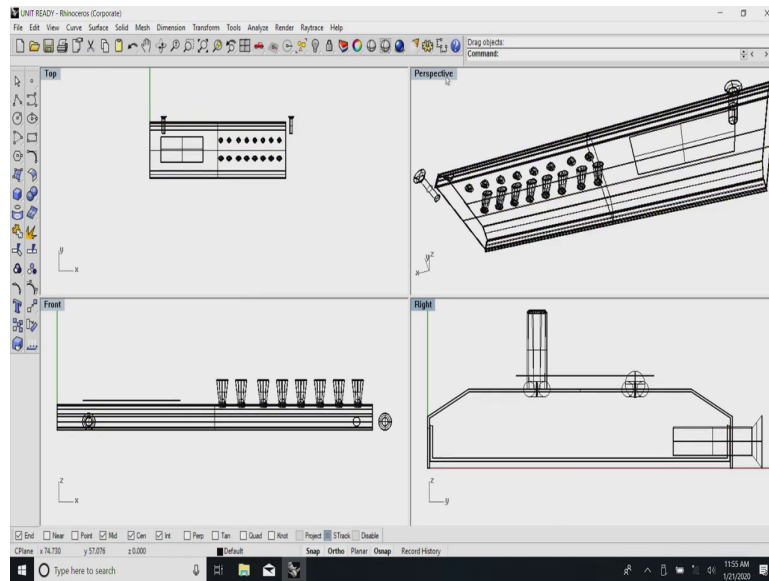 UNIT READY - Rhinoceros (Corporate)
File Edit View Curve Surface Solid Mesh Dimension Transform Tools Analyze Render Raytrace Help
Drag objects:
Command:
Top
Perspective
y
x
z
y
x
Front
Right
z
x
z
y
End Near Point Mid Cen Int Perp Tan Quad Knot Project STrack Disable
CPlane x 74.730 y 57.076 z 0.000 Default Snap Ortho Planar Osnap Record History
Type here to search
11:55 AM
1/21/2020